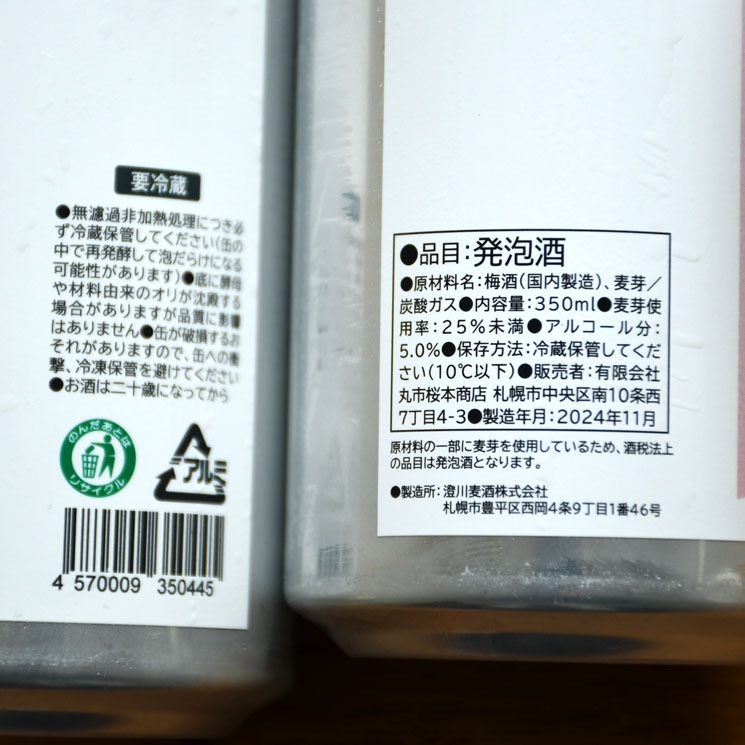 要冷蔵
●無濾過非加熱処理につき必
ず冷蔵保管してください(缶の
中で再発酵して泡だらけになる
可能性があります)●底に酵母
や材料由来のオリが沈殿する
場合がありますが品質に影響
はありません●缶が破損するお
それがありますので、缶への衝
撃、冷凍保管を避けてください
●お酒は二十歳になってから
のんだあとは
リサイクル
アルミ
4 570009 350445
●品目:発泡酒
●原材料名:梅酒(国内製造)、麦芽/
炭酸ガス●内容量:350ml●麦芽使
用率:25%未満●アルコール分:
5.0%●保存方法:冷蔵保管してくだ
さい(10℃以下)●販売者:有限会社
丸市桜本商店 札幌市中央区南10条西
7丁目4-3●製造年月:2024年11月
原材料の一部に麦芽を使用しているため、酒税法上
の品目は発泡酒となります。
●製造所:澄川麦酒株式会社
札幌市豊平区西岡4条9丁目1番46号